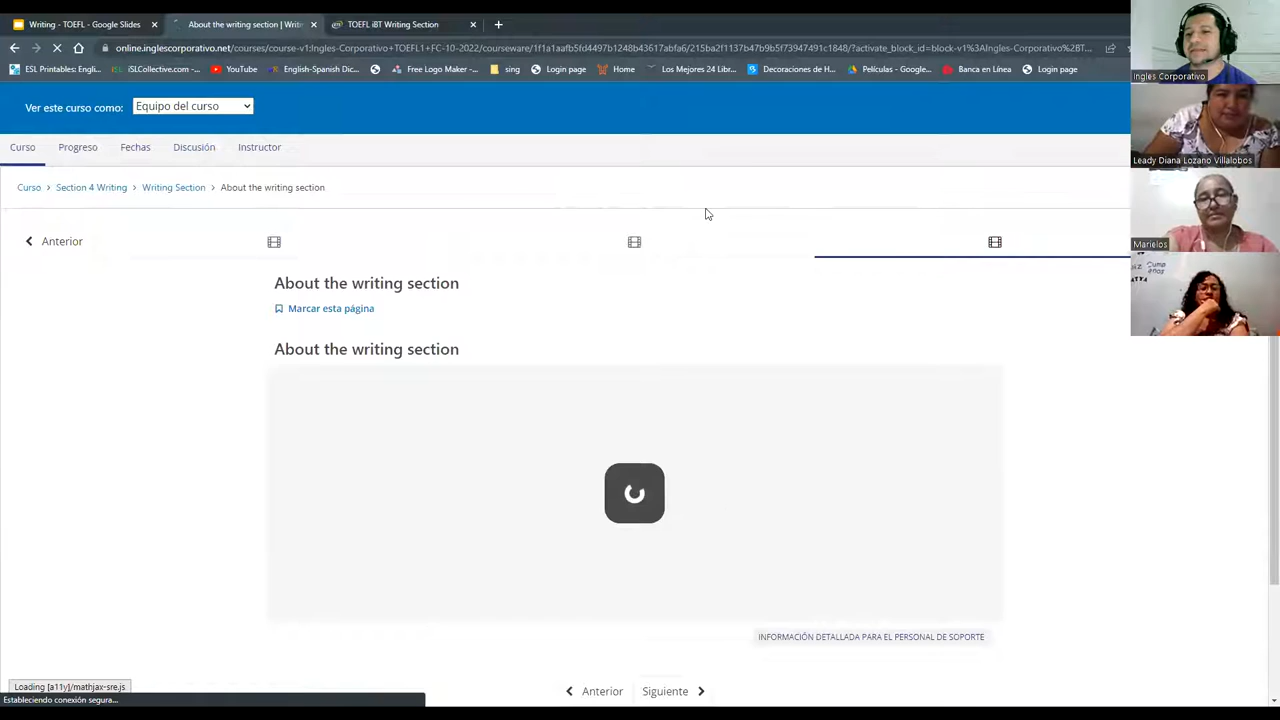 Writing - TOEFL - Google Slides
About the writing section | Write
TOEFL iBT Writing Section
online.inglescorporativo.net/courses/course-v1:Ingles-Corporativo+TOEFL1+FC-10-2022/courseware/1f1a1aafb5fd4497b1248b43617abfa6/215ba2f1137b47b9b5f73947491c1848/?activate_block_id=block-v1%3AIngles-Corporativo%2BT...
ESL Printables: Engli...
iSLCollective.com -...
YouTube
English-Spanish Dic...
Free Logo Maker -...
sing
Login page
Home
Los Mejores 24 Libr...
Decoraciones de H...
Películas - Google...
Banca en Línea
Login page
Ver este curso como:
Equipo del curso
Curso
Progreso
Fechas
Discusión
Instructor
Curso > Section 4 Writing > Writing Section > About the writing section
Anterior
About the writing section
Marcar esta página
About the writing section
INFORMACIÓN DETALLADA PARA EL PERSONAL DE SOPORTE
Anterior
Siguiente
Loading [a11y]/mathjax-sre.js
Estableciendo conexión segura...
Ingles Corporativo
Leady Diana Lozano Villalobos
Marielos